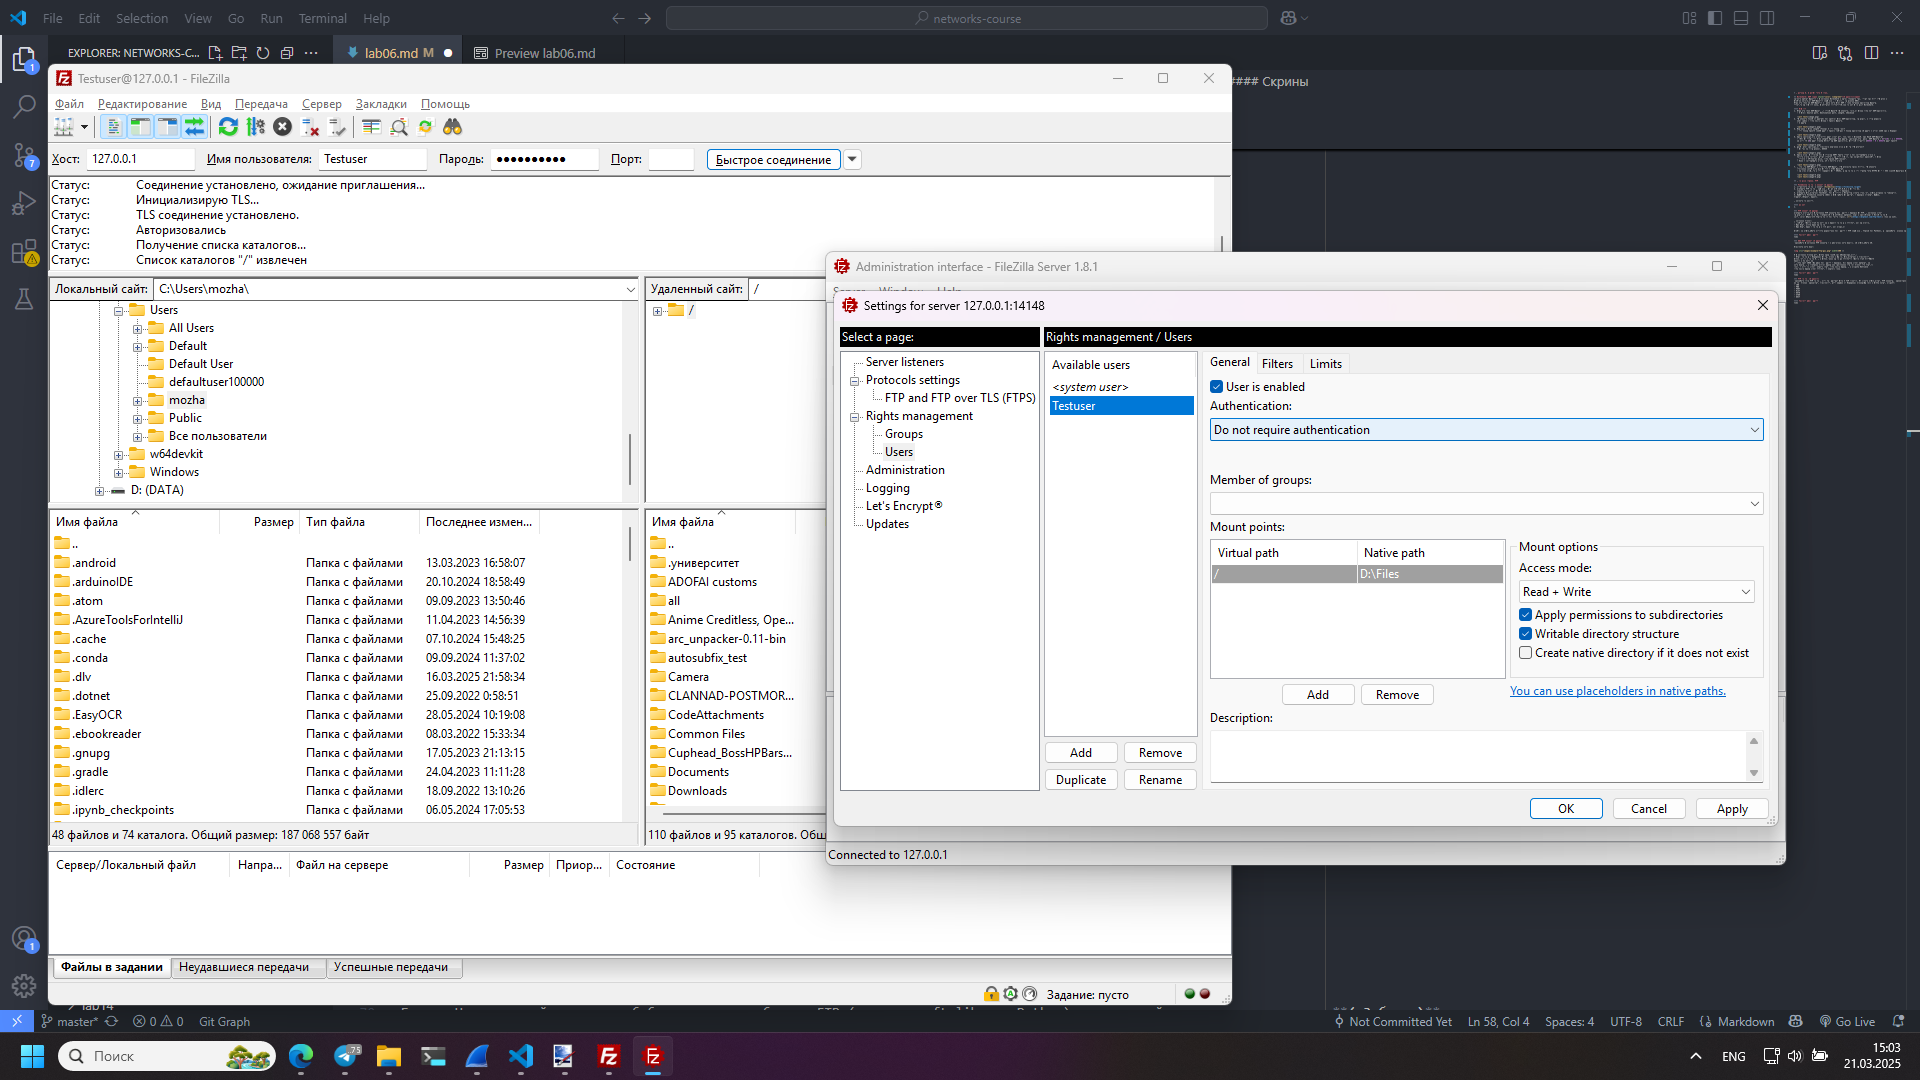 File Edit Selection View Go Run Terminal Help
networks-course
EXPLORER: NETWORKS-C...
lab06.md M
Preview lab06.md
#### Скрины
Testuser@127.0.0.1 - FileZilla
Файл Редактирование Вид Передача Сервер Закладки Помощь
Хост: 127.0.0.1 Имя пользователя: Testuser Пароль: ●●●●●●●●●● Порт: Быстрое соединение
Статус: Соединение установлено, ожидание приглашения...
Статус: Инициализирую TLS...
Статус: TLS соединение установлено.
Статус: Авторизовались
Статус: Получение списка каталогов...
Статус: Список каталогов "/" извлечен
Локальный сайт: C:\Users\mozha\
Users
All Users
Default
Default User
defaultuser100000
mozha
Public
Все пользователи
w64devkit
Windows
D: (DATA)
Удаленный сайт: /
/
Имя файла Размер Тип файла Последнее измен...
..
.android Папка с файлами 13.03.2023 16:58:07
.arduinoIDE Папка с файлами 20.10.2024 18:58:49
.atom Папка с файлами 09.09.2023 13:50:46
.AzureToolsForIntelliJ Папка с файлами 11.04.2023 14:56:39
.cache Папка с файлами 07.10.2024 15:48:25
.conda Папка с файлами 09.09.2024 11:37:02
.dlv Папка с файлами 16.03.2025 21:58:34
.dotnet Папка с файлами 25.09.2022 0:58:51
.EasyOCR Папка с файлами 28.05.2024 10:19:08
.ebookreader Папка с файлами 08.03.2022 15:33:34
.gnupg Папка с файлами 17.05.2023 21:13:15
.gradle Папка с файлами 24.04.2023 11:11:28
.idlerc Папка с файлами 18.09.2022 13:10:26
.ipynb_checkpoints Папка с файлами 06.05.2024 17:05:53
48 файлов и 74 каталога. Общий размер: 187 068 557 байт
Имя файла
..
.университет
ADOFAI customs
all
Anime Creditless, Ope...
arc_unpacker-0.11-bin
autosubfix_test
Camera
CLANNAD-POSTMOR...
CodeAttachments
Common Files
Cuphead_BossHPBars...
Documents
Downloads
110 файлов и 95 каталогов. Общ
Сервер/Локальный файл Напра... Файл на сервере Размер Приор... Состояние
Файлы в задании Неудавшиеся передачи Успешные передачи
Задание: пусто
Administration interface - FileZilla Server 1.8.1
Server Window Help
Settings for server 127.0.0.1:14148
Select a page:
Server listeners
Protocols settings
FTP and FTP over TLS (FTPS)
Rights management
Groups
Users
Administration
Logging
Let's Encrypt®
Updates
Rights management / Users
Available users
<system user>
Testuser
Add Remove
Duplicate Rename
General Filters Limits
User is enabled
Authentication:
Do not require authentication
Member of groups:
Mount points:
Virtual path Native path
/ D:\Files
Add Remove
Mount options
Access mode:
Read + Write
Apply permissions to subdirectories
Writable directory structure
Create native directory if it does not exist
You can use placeholders in native paths.
Description:
OK Cancel Apply
Connected to 127.0.0.1
lab14
master* 0 0 Git Graph
Not Committed Yet Ln 58, Col 4 Spaces: 4 UTF-8 CRLF Markdown Go Live
Поиск
75
ENG
15:03
21.03.2025